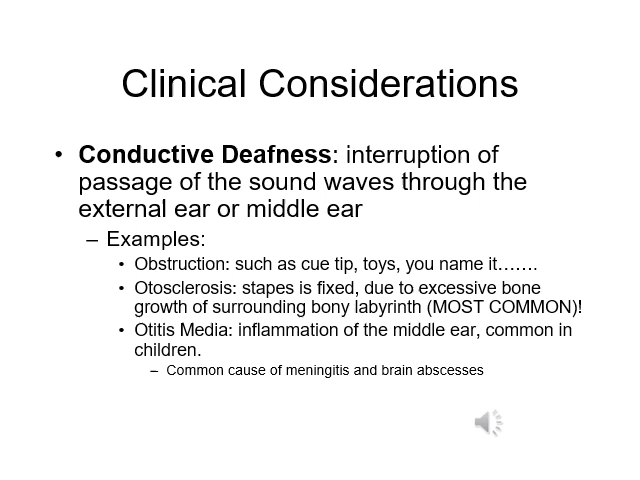 Clinical Considerations
• Conductive Deafness: interruption of
passage of the sound waves through the
external ear or middle ear
– Examples:
• Obstruction: such as cue tip, toys, you name it…….
• Otosclerosis: stapes is fixed, due to excessive bone
growth of surrounding bony labyrinth (MOST COMMON)!
• Otitis Media: inflammation of the middle ear, common in
children.
– Common cause of meningitis and brain abscesses